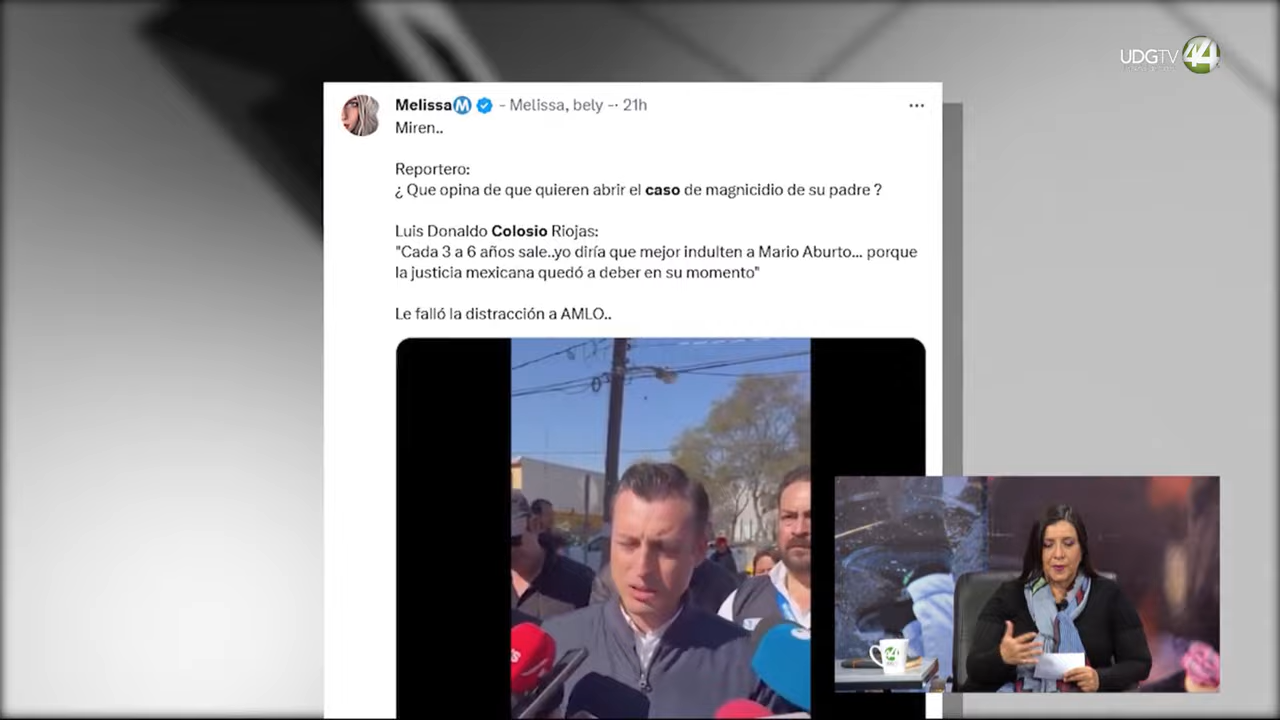 UDGTV 44
MelissaM - Melissa, bely -· 21h
Miren..
Reportero:
¿ Que opina de que quieren abrir el caso de magnicidio de su padre ?
Luis Donaldo Colosio Riojas:
"Cada 3 a 6 años sale..yo diría que mejor indulten a Mario Aburto... porque
la justicia mexicana quedó a deber en su momento"
Le falló la distracción a AMLO..
44